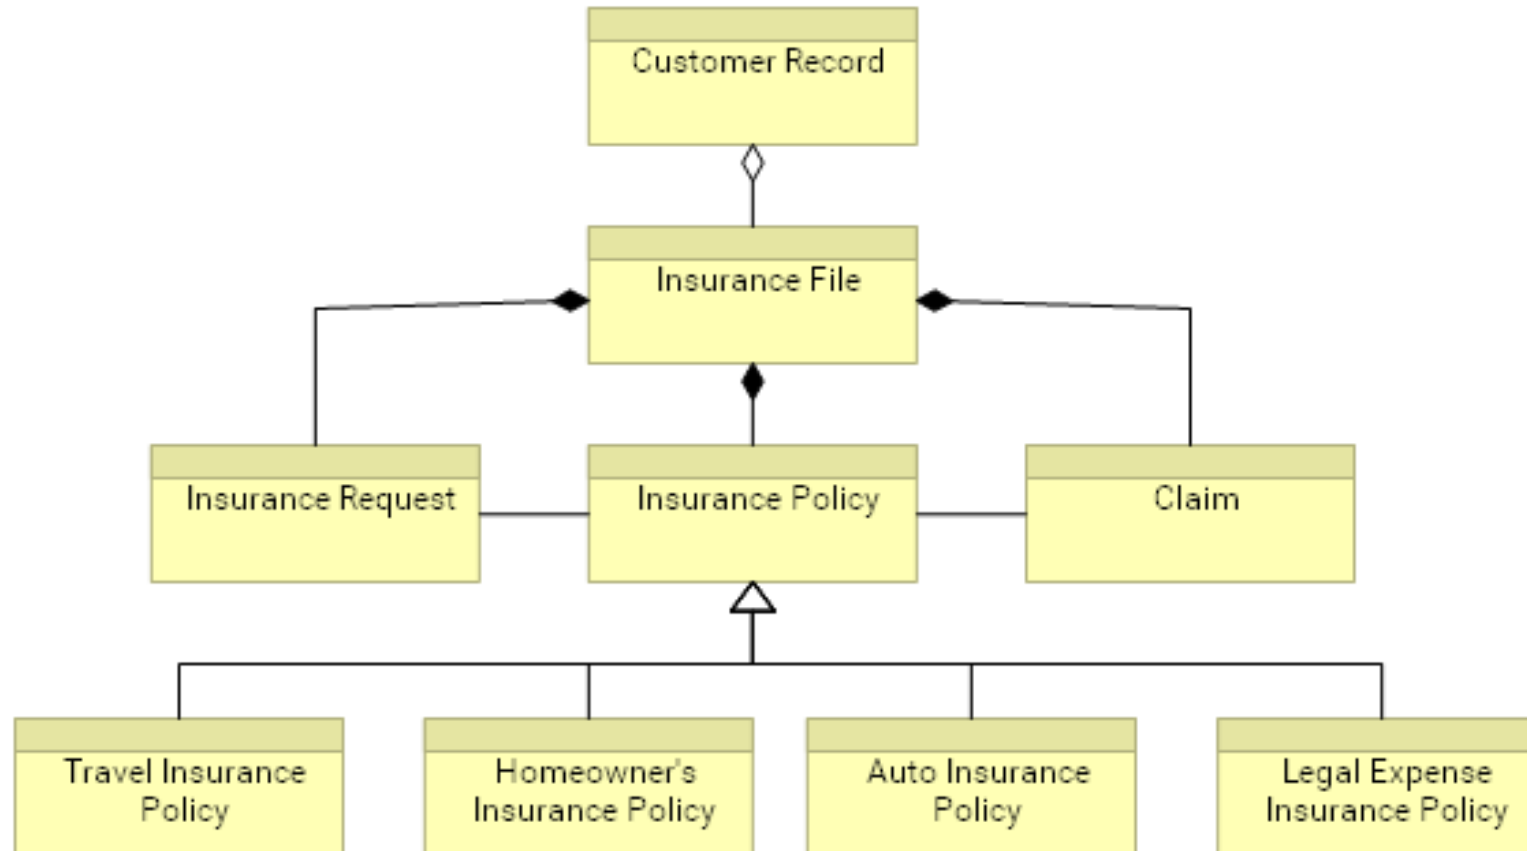 Customer Record
Insurance File
Insurance Request
Insurance Policy
Claim
Travel Insurance
Policy
Homeowner's
Insurance Policy
Auto Insurance
Policy
Legal Expense
Insurance Policy